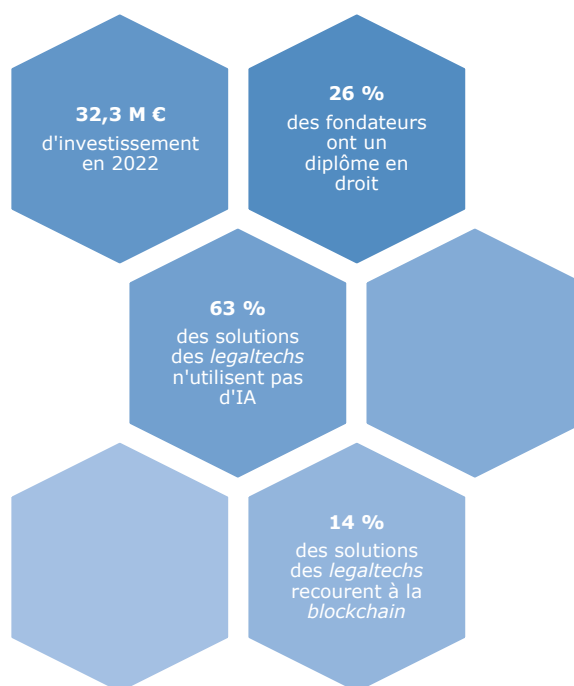 32,3 M €
d'investissement
en 2022
26 %
des fondateurs
ont un
diplôme en
droit
63 %
des solutions
des legaltechs
n'utilisent pas
d'IA
14 %
des solutions
des legaltechs
recourent à la
blockchain